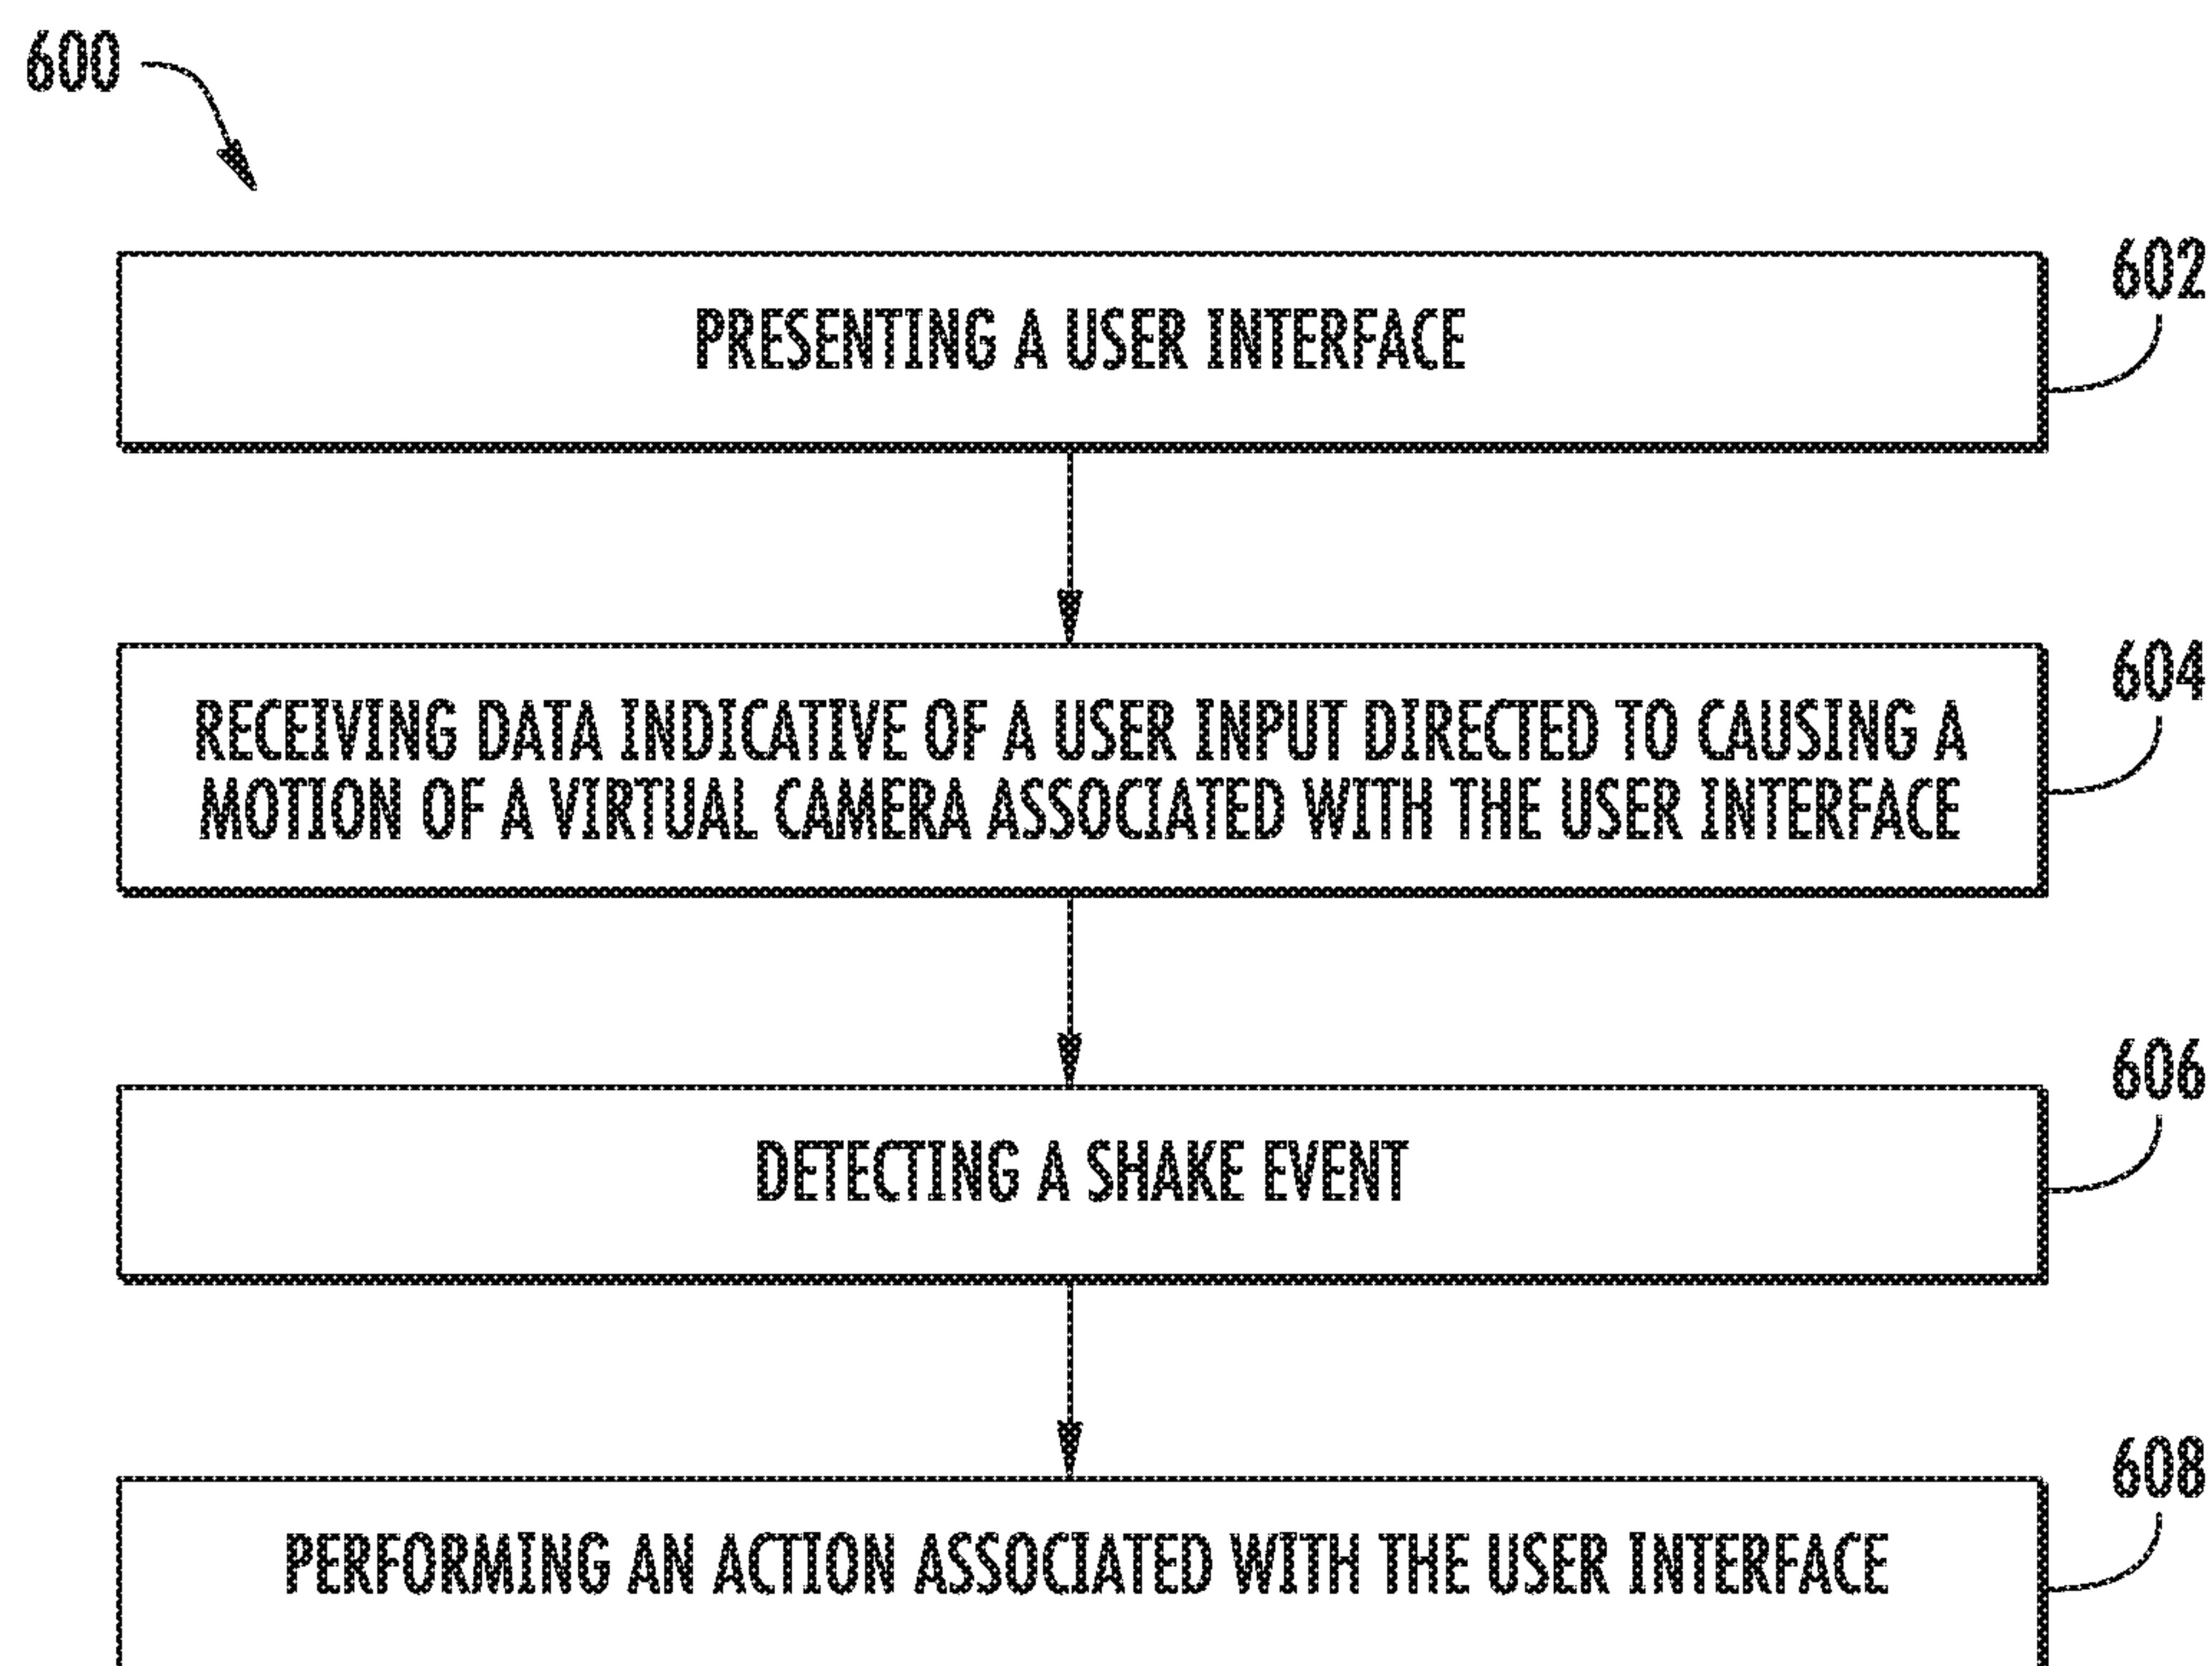 600
602
PRESENTING A USER INTERFACE
604
RECEIVING DATA INDICATIVE OF A USER INPUT DIRECTED TO CAUSING A
MOTION OF A VIRTUAL CAMERA ASSOCIATED WITH THE USER INTERFACE
606
DETECTING A SHAKE EVENT
608
PERFORMING AN ACTION ASSOCIATED WITH THE USER INTERFACE